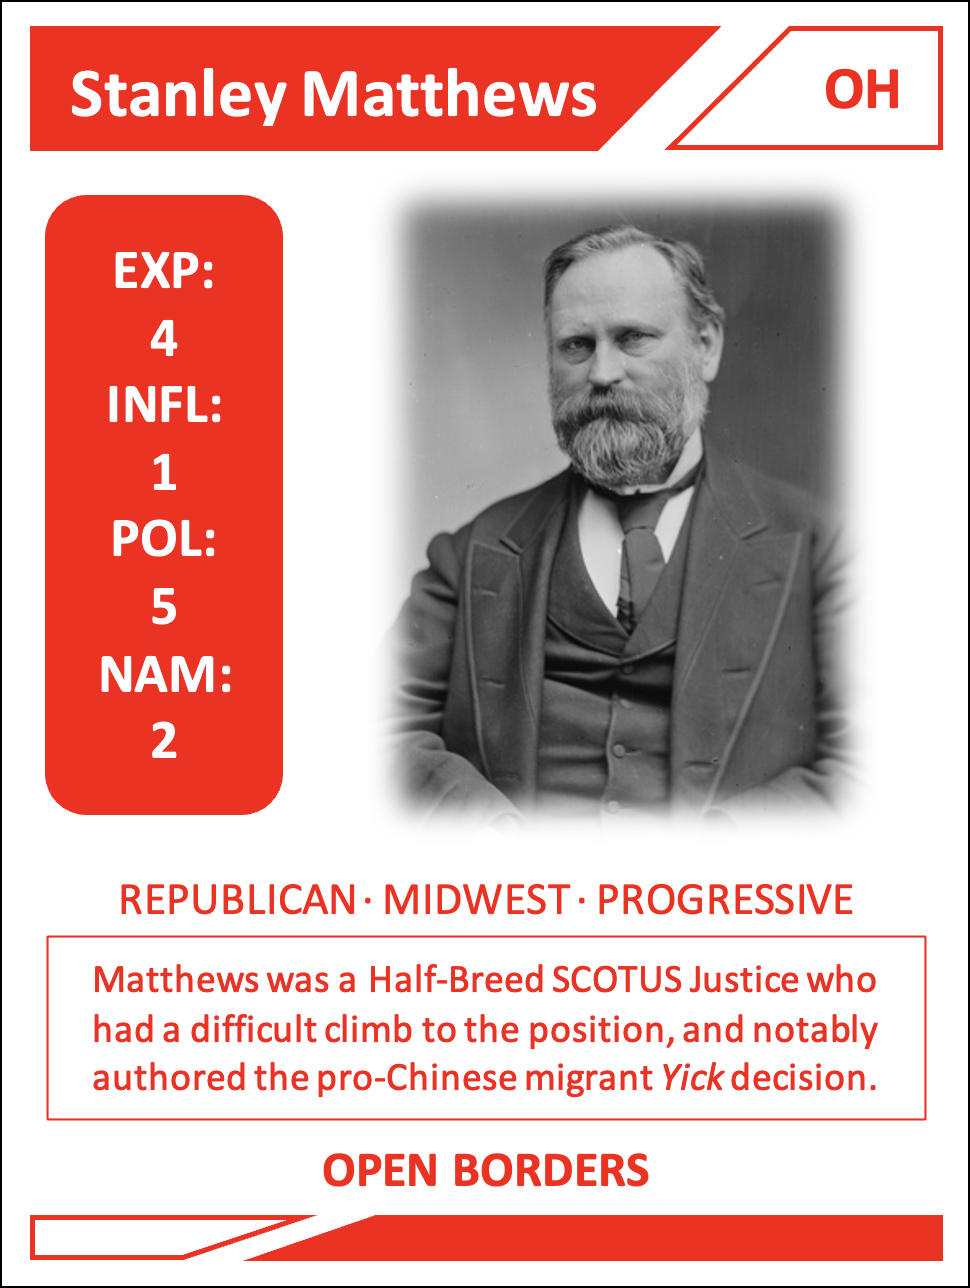 Stanley Matthews
OH
EXP:
4
INFL:
1
POL:
5
NAM:
2
REPUBLICAN · MIDWEST · PROGRESSIVE
Matthews was a Half-Breed SCOTUS Justice who
had a difficult climb to the position, and notably
authored the pro-Chinese migrant Yick decision.
OPEN BORDERS